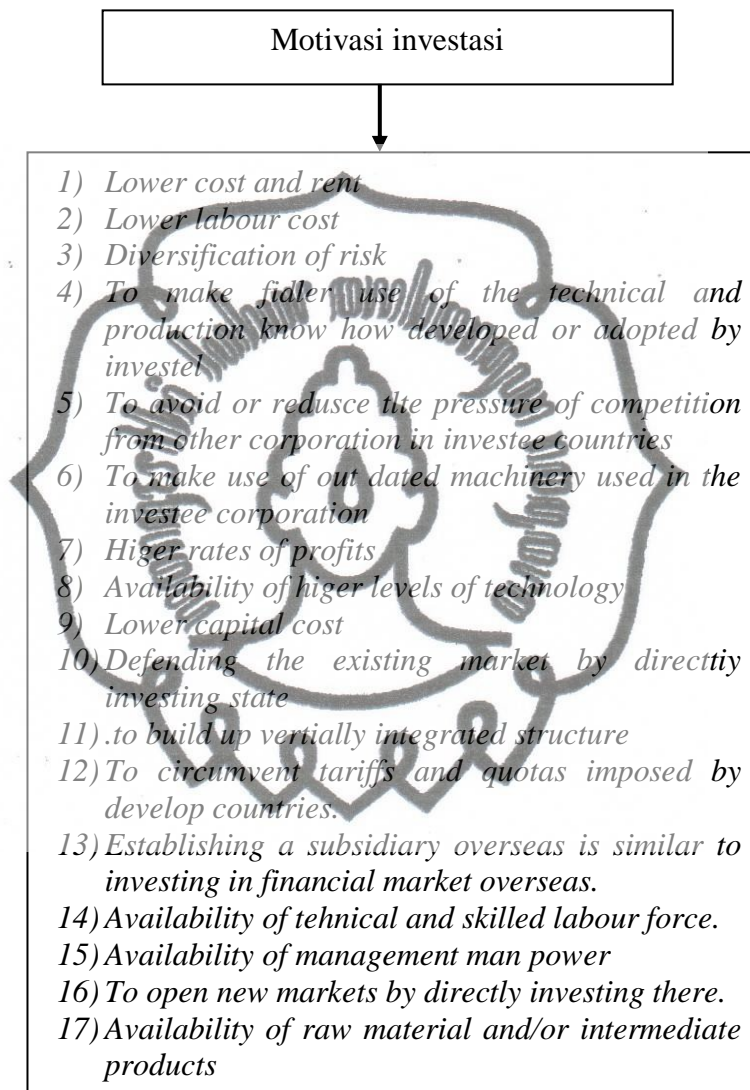 Motivasi investasi
1) Lower cost and rent
2) Lower labour cost
3) Diversification of risk
4) To make fidler use of the technical and
production know how developed or adopted by
investel
5) To avoid or redusce tlte pressure of competition
from other corporation in investee countries
6) To make use of out dated machinery used in the
investee corporation
7) Higer rates of profits
8) Availability of higer levels of technology
9) Lower capital cost
10) Defending the existing market by directtiy
investing state
11) .to build up vertially integrated structure
12) To circumvent tariffs and quotas imposed by
develop countries.
13) Establishing a subsidiary overseas is similar to
investing in financial market overseas.
14) Availability of tehnical and skilled labour force.
15) Availability of management man power
16) To open new markets by directly investing there.
17) Availability of raw material and/or intermediate
products